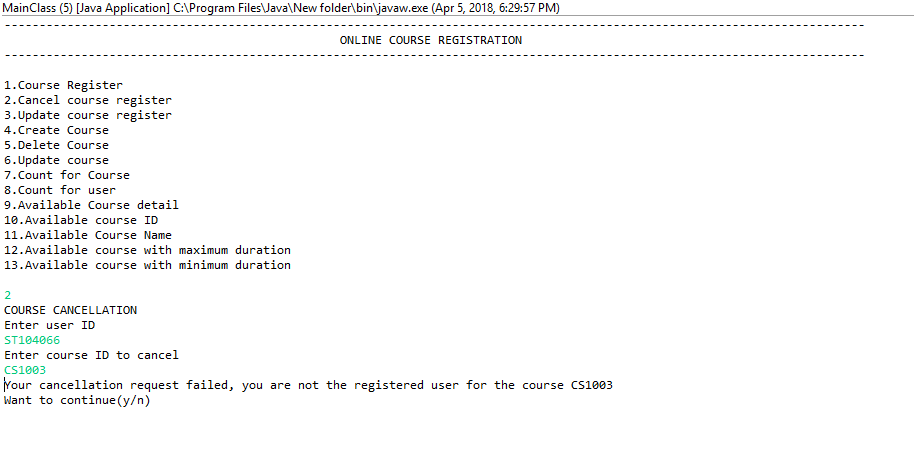 MainClass (5) [Java Application] C:\Program Files\Java\New folder\bin\javaw.exe (Apr 5, 2018, 6:29:57 PM)
---------------------------------------------------------------------------------------------------------------------------
ONLINE COURSE REGISTRATION
---------------------------------------------------------------------------------------------------------------------------
1.Course Register
2.Cancel course register
3.Update course register
4.Create Course
5.Delete Course
6.Update course
7.Count for Course
8.Count for user
9.Available Course detail
10.Available course ID
11.Available Course Name
12.Available course with maximum duration
13.Available course with minimum duration
2
COURSE CANCELLATION
Enter user ID
ST104066
Enter course ID to cancel
CS1003
Your cancellation request failed, you are not the registered user for the course CS1003
Want to continue(y/n)